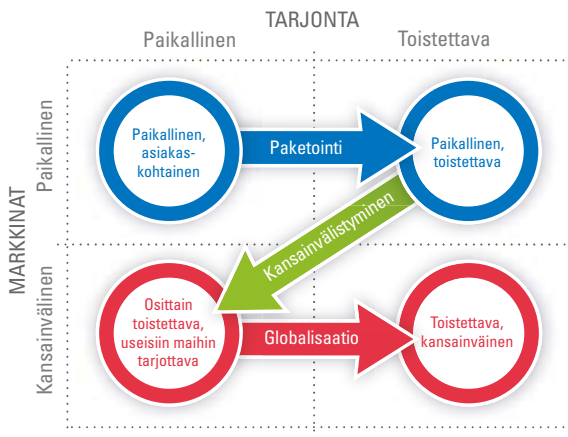 TARJONTA
Paikallinen
Toistettava
MARKKINAT
Paikallinen
Paikallinen,
asiakas-
kohtainen
Paketointi
Paikallinen,
toistettava
Kansainvälistyminen
Kansainvälinen
Osittain
toistettava,
useisiin maihin
tarjottava
Globalisaatio
Toistettava,
kansainväinen